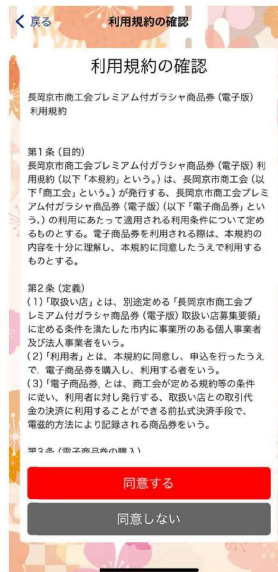 戻る
利用規約の確認
利用規約の確認
長岡京市商工会プレミアム付ガラシャ商品券（電子版）
利用規約
第1条（目的）
長岡京市商工会プレミアム付ガラシャ商品券（電子版）利
用規約（以下「本規約」という。）は、長岡京市商工会（以
下「商工会」という。）が発行する、長岡京市商工会プレミ
アム付ガラシャ商品券（電子版）（以下「電子商品券」とい
う。）の利用にあたって適用される利用条件について定め
るものとする。電子商品券を利用される際は、本規約の
内容を十分に理解し、本規約に同意したうえで利用する
ものとする。
第2条（定義）
（1）「取扱い店」とは、別途定める「長岡京市商工会プ
レミアム付ガラシャ商品券（電子版）取扱い店募集要領」
に定める条件を満たした市内に事業所のある個人事業者
及び法人事業者をいう。
（2）「利用者」とは、本規約に同意し、申込を行ったうえ
で、電子商品券を購入し、利用する者をいう。
（3）「電子商品券」とは、商工会が定める規約等の条件
に従い、利用者に対し発行する、取扱い店との取引代
金の決済に利用することができる前払式決済手段で、
電磁的方法により記録される商品券をいう。
第3条（電子商品券の購入）
同意する
同意しない